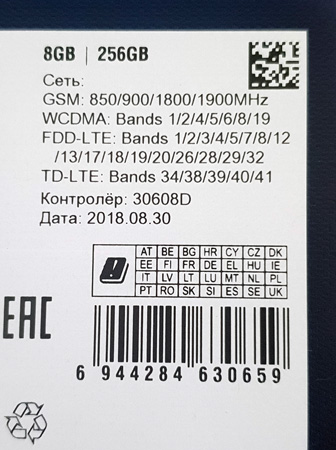 8GB | 256GB
Сеть:
GSM: 850/900/1800/1900MHz
WCDMA: Bands 1/2/4/5/6/8/19
FDD-LTE: Bands 1/2/3/4/5/7/8/12
/13/17/18/19/20/26/28/29/32
TD-LTE: Bands 34/38/39/40/41
Контролёр: 30608D
Дата: 2018.08.30
AT BE BG HR CY CZ DK
EE FI FR DE EL HU IE
IT LV LT LU MT NL PL
PT RO SK SI ES SE UK
EAC
6 944284 630659